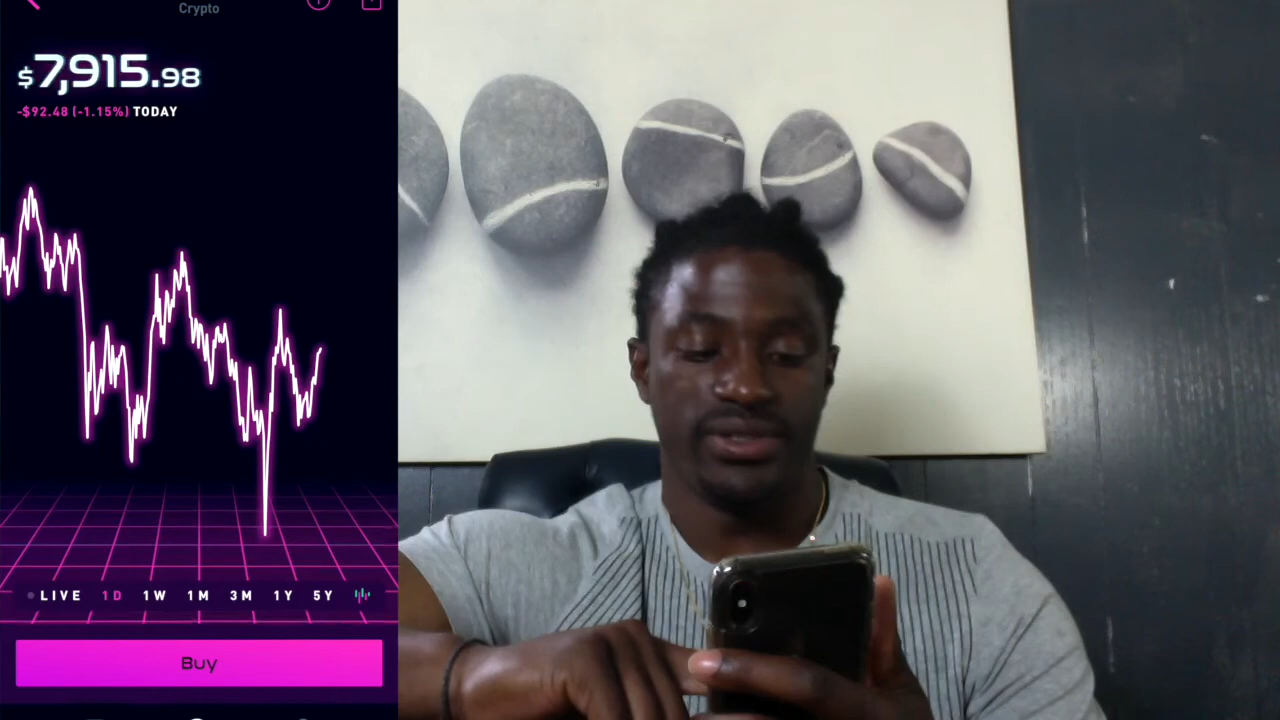 Crypto
$7,915.98
-$92.48 (-1.15%) TODAY
LIVE 1D 1W 1M 3M 1Y 5Y
Buy